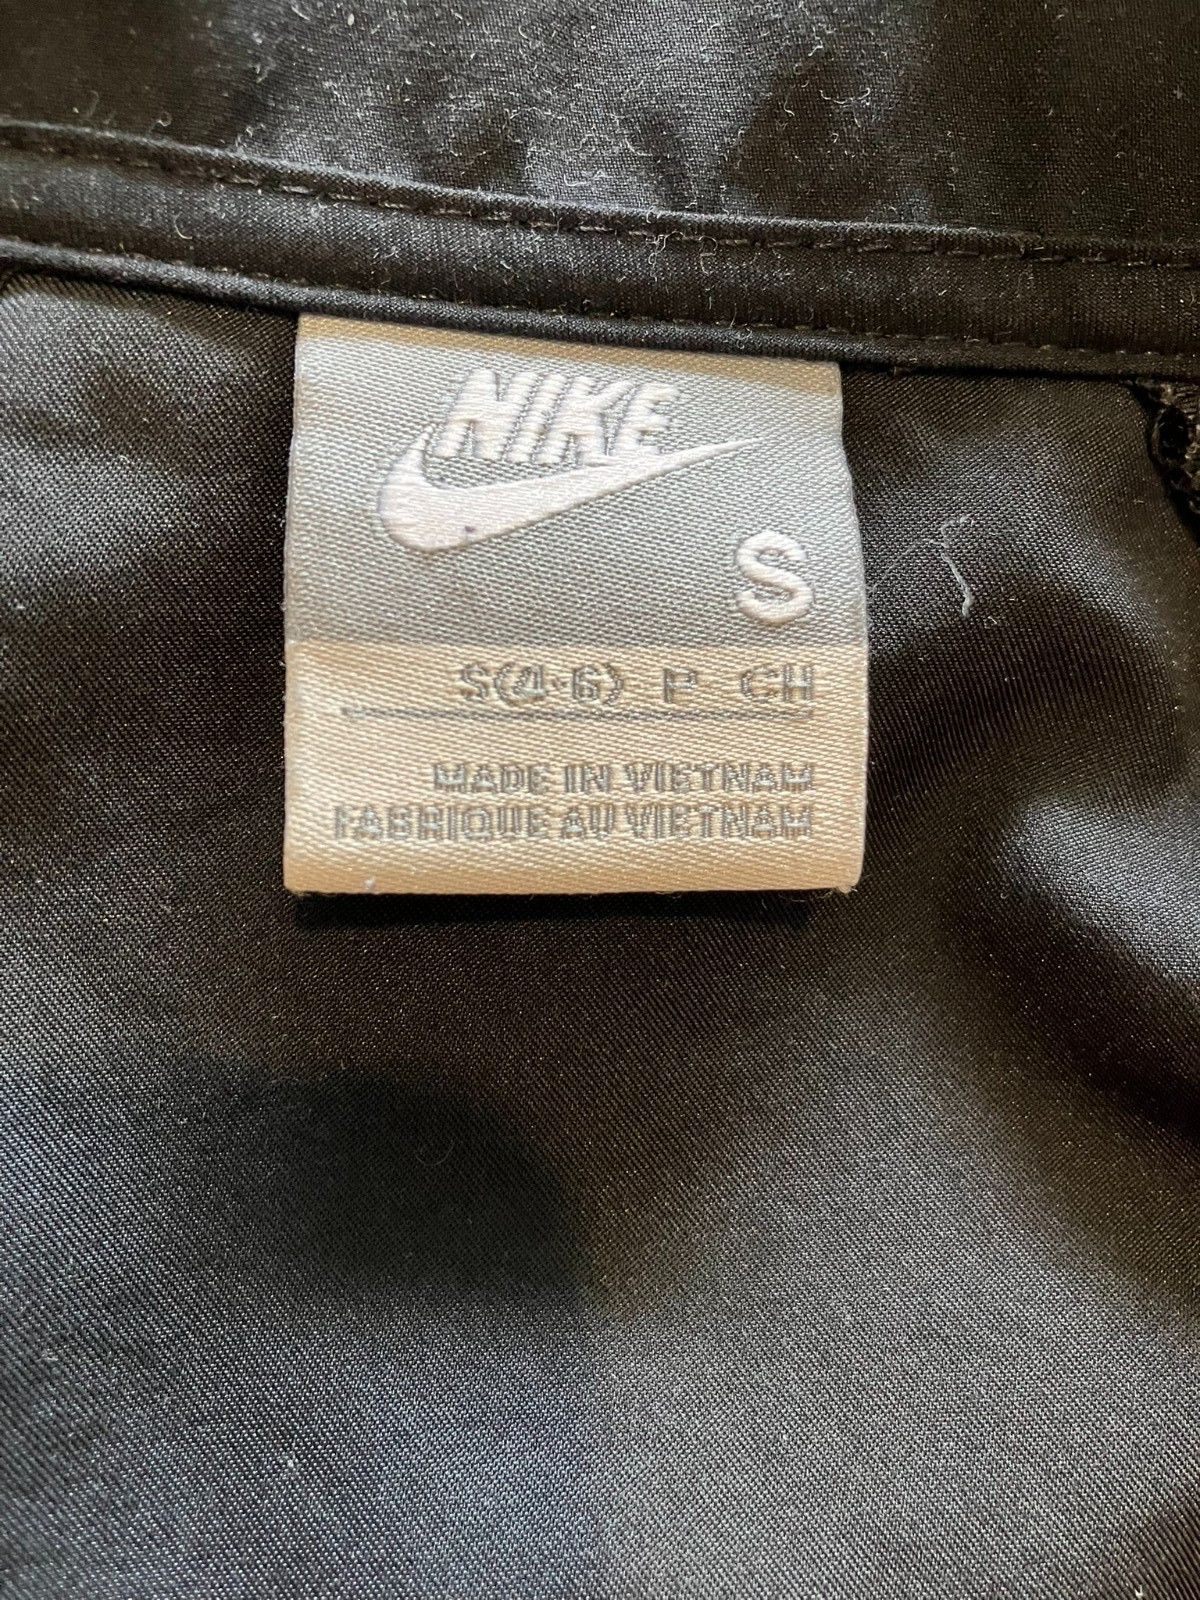 NIKE
S
S(4-6) P CH
MADE IN VIETNAM
FABRIQUE AU VIETNAM